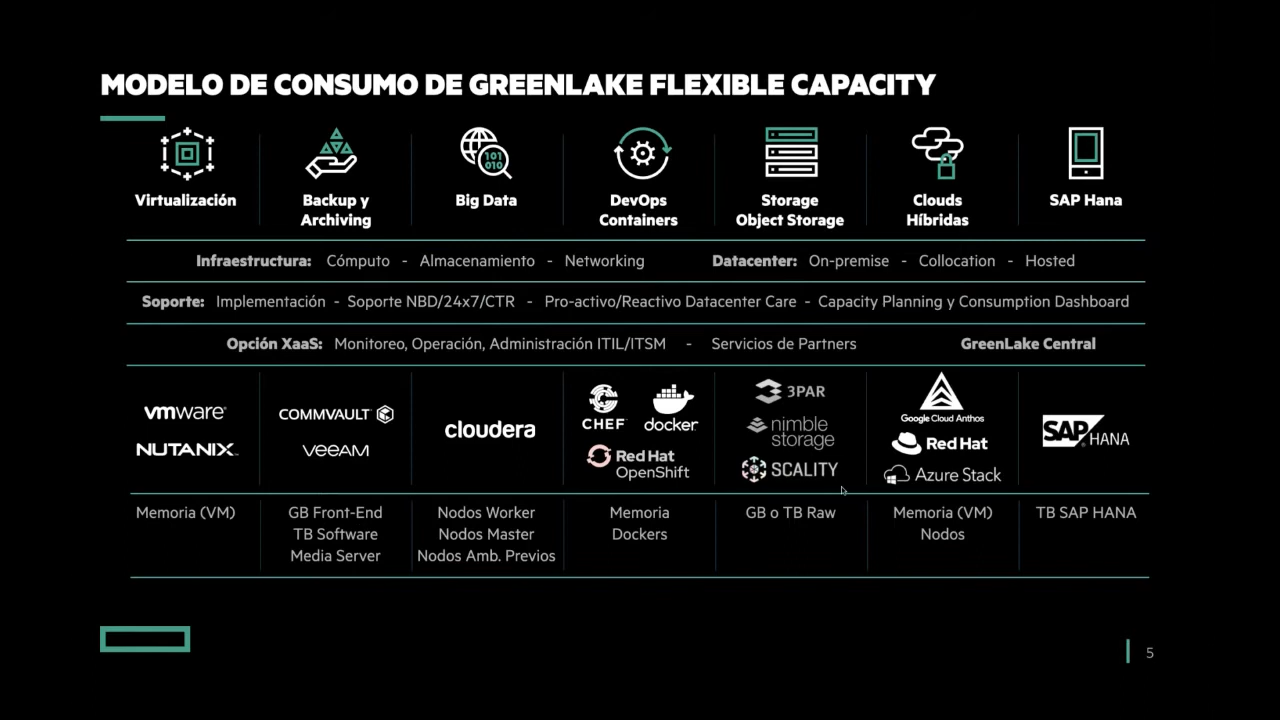 MODELO DE CONSUMO DE GREENLAKE FLEXIBLE CAPACITY
101
010
Virtualización
Backup y
Archiving
Big Data
DevOps
Containers
Storage
Object Storage
Clouds
Híbridas
SAP Hana
Infraestructura: Cómputo - Almacenamiento - Networking Datacenter: On-premise - Collocation - Hosted
Soporte: Implementación - Soporte NBD/24x7/CTR - Pro-activo/Reactivo Datacenter Care - Capacity Planning y Consumption Dashboard
Opción XaaS: Monitoreo, Operación, Administración ITIL/ITSM - Servicios de Partners GreenLake Central
vmware
NUTANIX
COMMVAULT
veeAM
cloudera
CHEF
docker
Red Hat
OpenShift
3PAR
nimble
storage
SCALITY
Google Cloud Anthos
Red Hat
Azure Stack
SAP HANA
Memoria (VM)
GB Front-End
TB Software
Media Server
Nodos Worker
Nodos Master
Nodos Amb. Previos
Memoria
Dockers
GB o TB Raw
Memoria (VM)
Nodos
TB SAP HANA
5